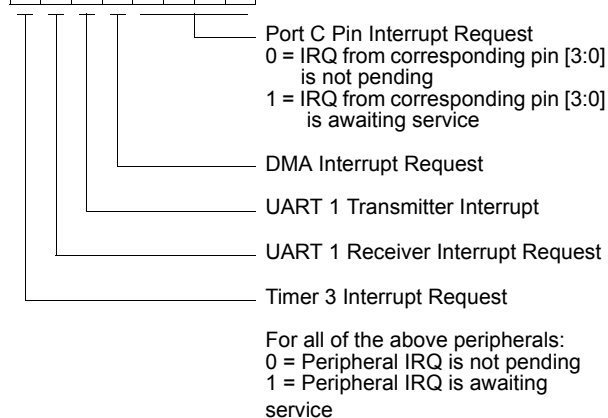 Port C Pin Interrupt Request
0 = IRQ from corresponding pin [3:0]
is not pending
1 = IRQ from corresponding pin [3:0]
is awaiting service
DMA Interrupt Request
UART 1 Transmitter Interrupt
UART 1 Receiver Interrupt Request
Timer 3 Interrupt Request
For all of the above peripherals:
0 = Peripheral IRQ is not pending
1 = Peripheral IRQ is awaiting
service